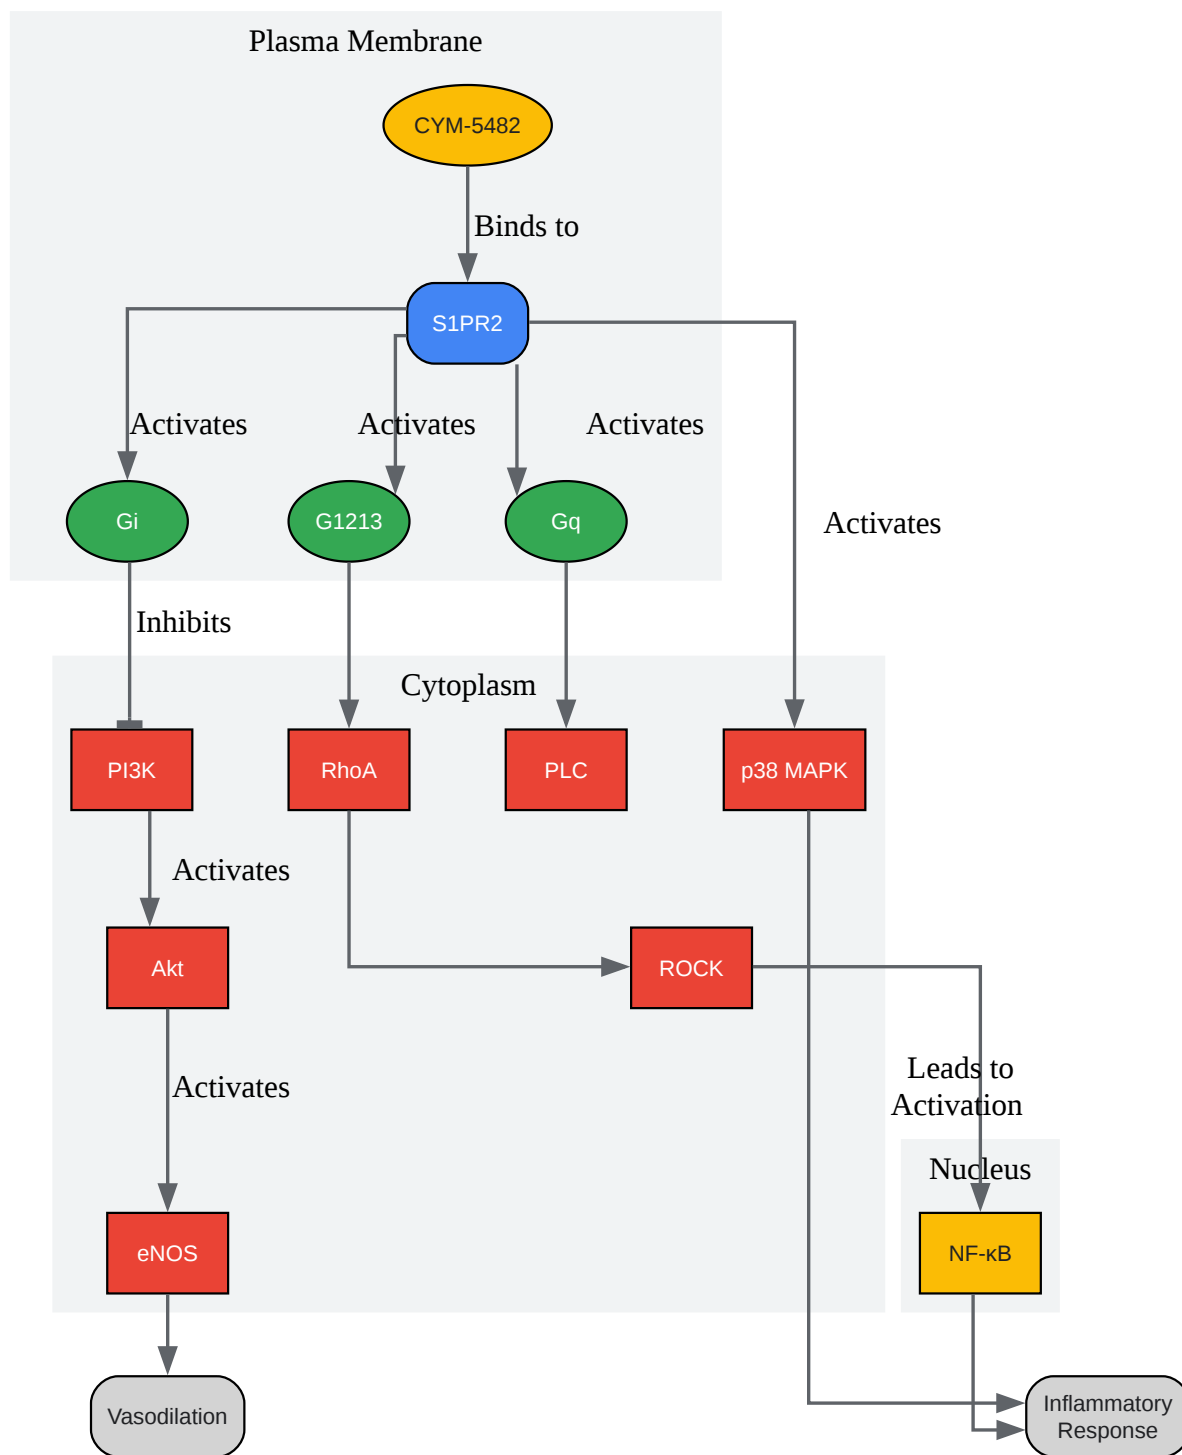 Plasma Membrane
CYM-5482
Binds to
S1PR2
Activates
Activates
Activates
Gi
G1213
Gq
Activates
Inhibits
Cytoplasm
PI3K
RhoA
PLC
p38 MAPK
Activates
Akt
ROCK
Leads to
Activation
Activates
Nucleus
eNOS
NF-κB
Vasodilation
Inflammatory
Response